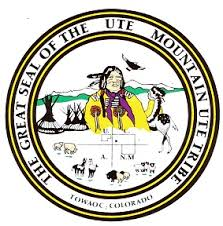 THE GREAT SEAL OF THE UTE MOUNTAIN UTE TRIBE
U.
A. N.M
TOWAOC, COLORADO